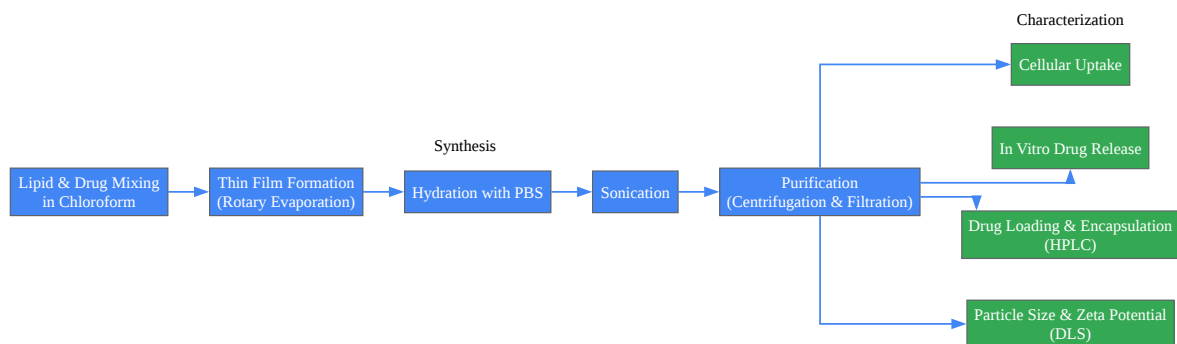 Characterization
Cellular Uptake
Synthesis
In Vitro Drug Release
Lipid & Drug Mixing
in Chloroform
Thin Film Formation
(Rotary Evaporation)
Hydration with PBS
Sonication
Purification
(Centrifugation & Filtration)
Drug Loading & Encapsulation
(HPLC)
Particle Size & Zeta Potential
(DLS)